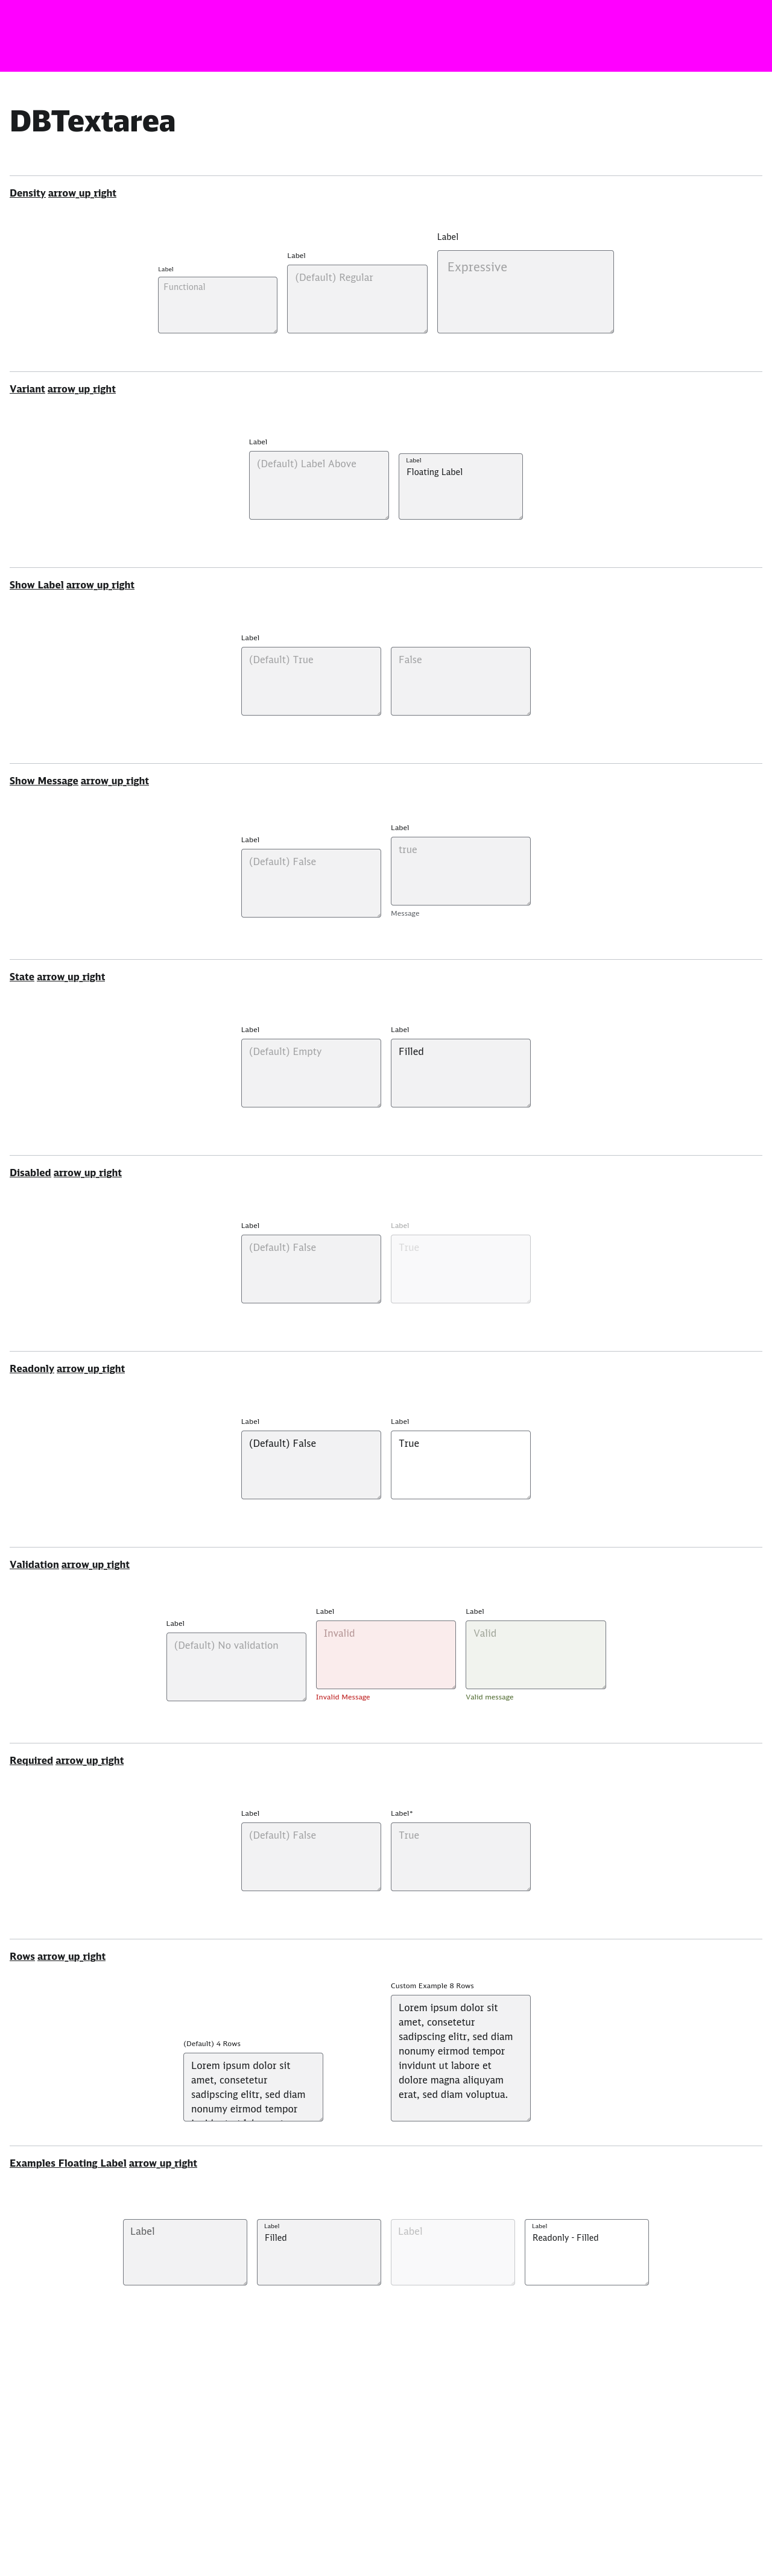 DBTextarea
Density arrow_up_right
Label
Functional
Label
(Default) Regular
Label
Expressive
Variant arrow_up_right
Label
(Default) Label Above
Label
Floating Label
Show Label arrow_up_right
Label
(Default) True
False
Show Message arrow_up_right
Label
(Default) False
Label
true
Message
State arrow_up_right
Label
(Default) Empty
Label
Filled
Disabled arrow_up_right
Label
(Default) False
Label
True
Readonly arrow_up_right
Label
(Default) False
Label
True
Validation arrow_up_right
Label
(Default) No validation
Label
Invalid
Invalid Message
Label
Valid
Valid message
Required arrow_up_right
Label
(Default) False
Label*
True
Rows arrow_up_right
(Default) 4 Rows
Lorem ipsum dolor sit
amet, consetetur
sadipscing elitr, sed diam
nonumy eirmod tempor
Custom Example 8 Rows
Lorem ipsum dolor sit
amet, consetetur
sadipscing elitr, sed diam
nonumy eirmod tempor
invidunt ut labore et
dolore magna aliquyam
erat, sed diam voluptua.
Examples Floating Label arrow_up_right
Label
Label
Filled
Label
Label
Readonly - Filled